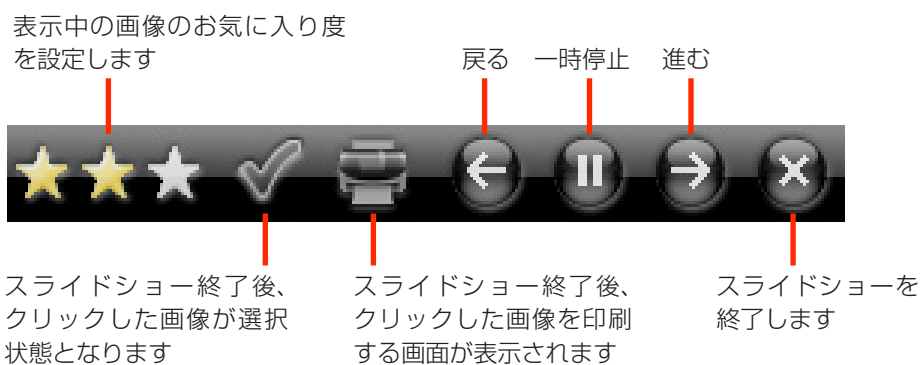 表示中の画像のお気に入り度
を設定します
戻る 一時停止 進む
スライドショー終了後、
クリックした画像が選択
状態となります
スライドショー終了後、
クリックした画像を印刷
する画面が表示されます
スライドショーを
終了します